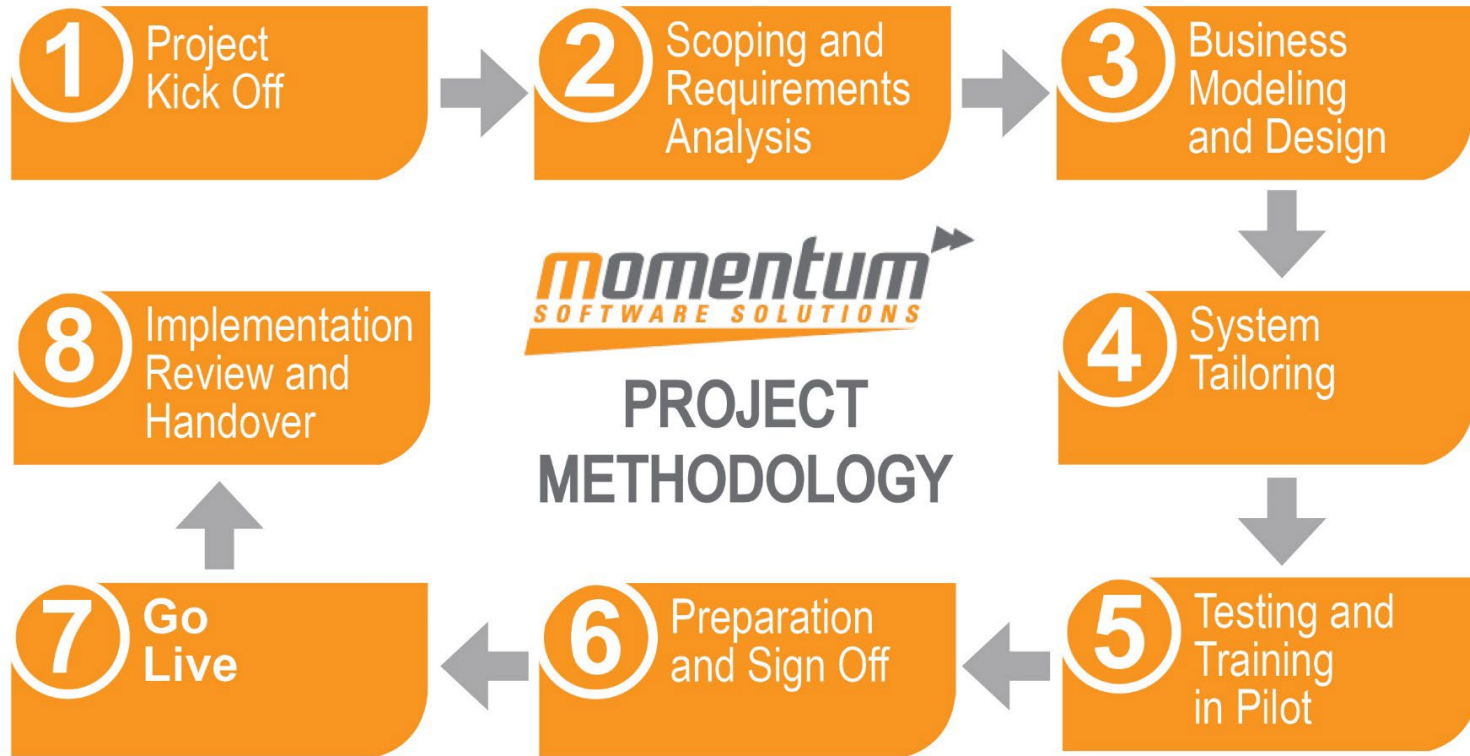 1
Project
Kick Off
2
Scoping and
Requirements
Analysis
3
Business
Modeling
and Design
momentum
SOFTWARE SOLUTIONS
PROJECT
METHODOLOGY
4
System
Tailoring
5
Testing and
Training
in Pilot
6
Preparation
and Sign Off
7
Go
Live
8
Implementation
Review and
Handover